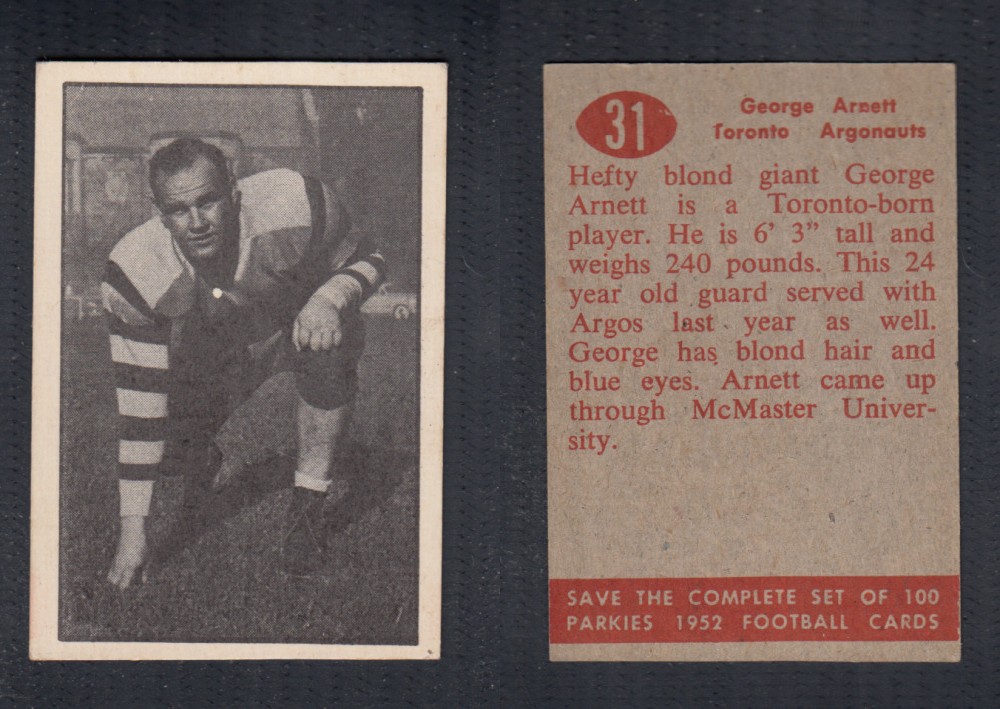 31
George Arnett
Toronto Argonauts
Hefty blond giant George
Arnett is a Toronto-born
player. He is 6' 3" tall and
weighs 240 pounds. This 24
year old guard served with
Argos last year as well.
George has blond hair and
blue eyes. Arnett came up
through McMaster Univer-
sity.
SAVE THE COMPLETE SET OF 100
PARKIES 1952 FOOTBALL CARDS